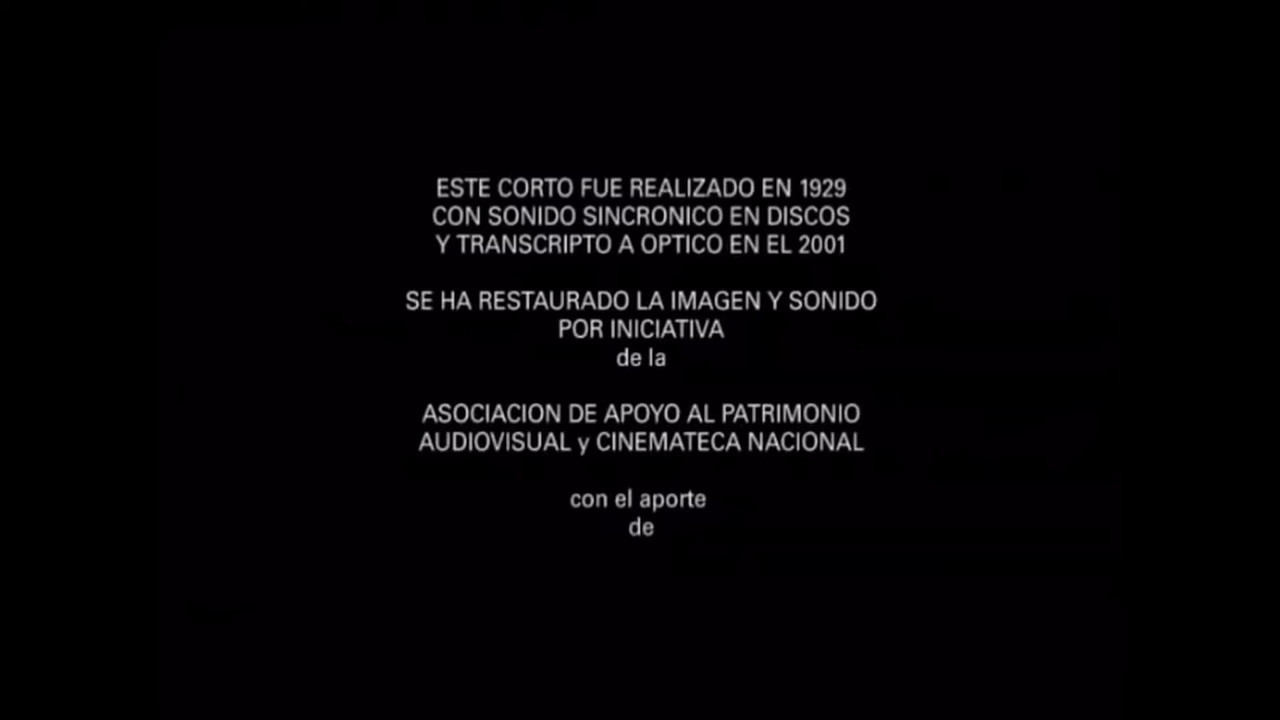 ESTE CORTO FUE REALIZADO EN 1929
CON SONIDO SINCRONICO EN DISCOS
Y TRANSCRIPTO A OPTICO EN EL 2001
SE HA RESTAURADO LA IMAGEN Y SONIDO
POR INICIATIVA
de la
ASOCIACION DE APOYO AL PATRIMONIO
AUDIOVISUAL y CINEMATECA NACIONAL
con el aporte
de